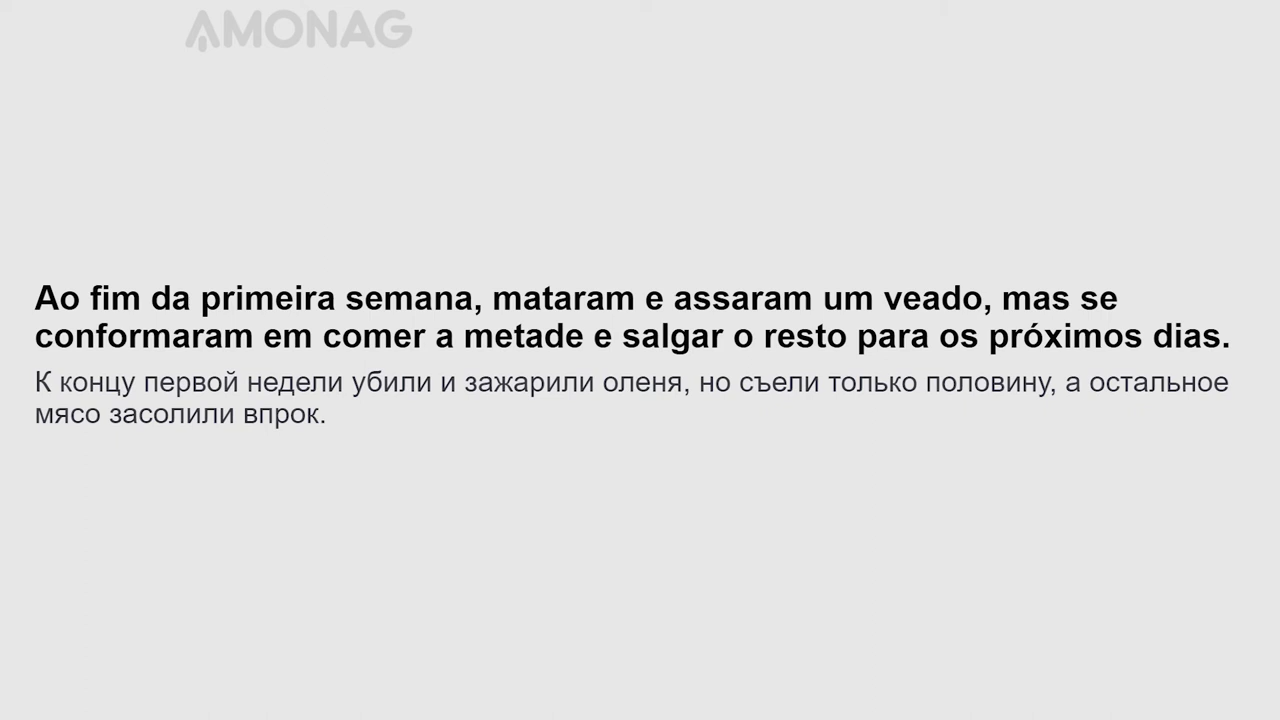 AMONAG
Ao fim da primeira semana, mataram e assaram um veado, mas se
conformaram em comer a metade e salgar o resto para os próximos dias.
К концу первой недели убили и зажарили оленя, но съели только половину, а остальное
мясо засолили впрок.